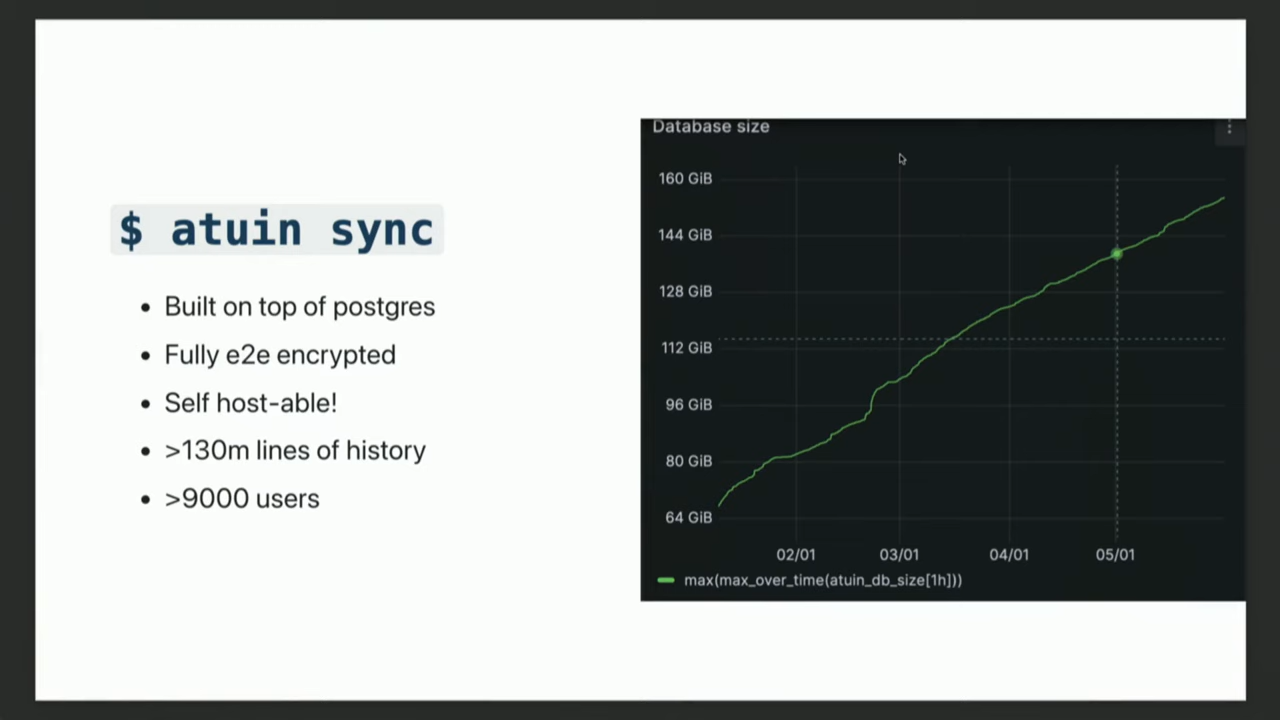 $ atuin sync
• Built on top of postgres
• Fully e2e encrypted
• Self host-able!
• >130m lines of history
• >9000 users
Database size
160 GiB
144 GiB
128 GiB
112 GiB
96 GiB
80 GiB
64 GiB
02/01 03/01 04/01 05/01
max(max_over_time(atuin_db_size[1h]))